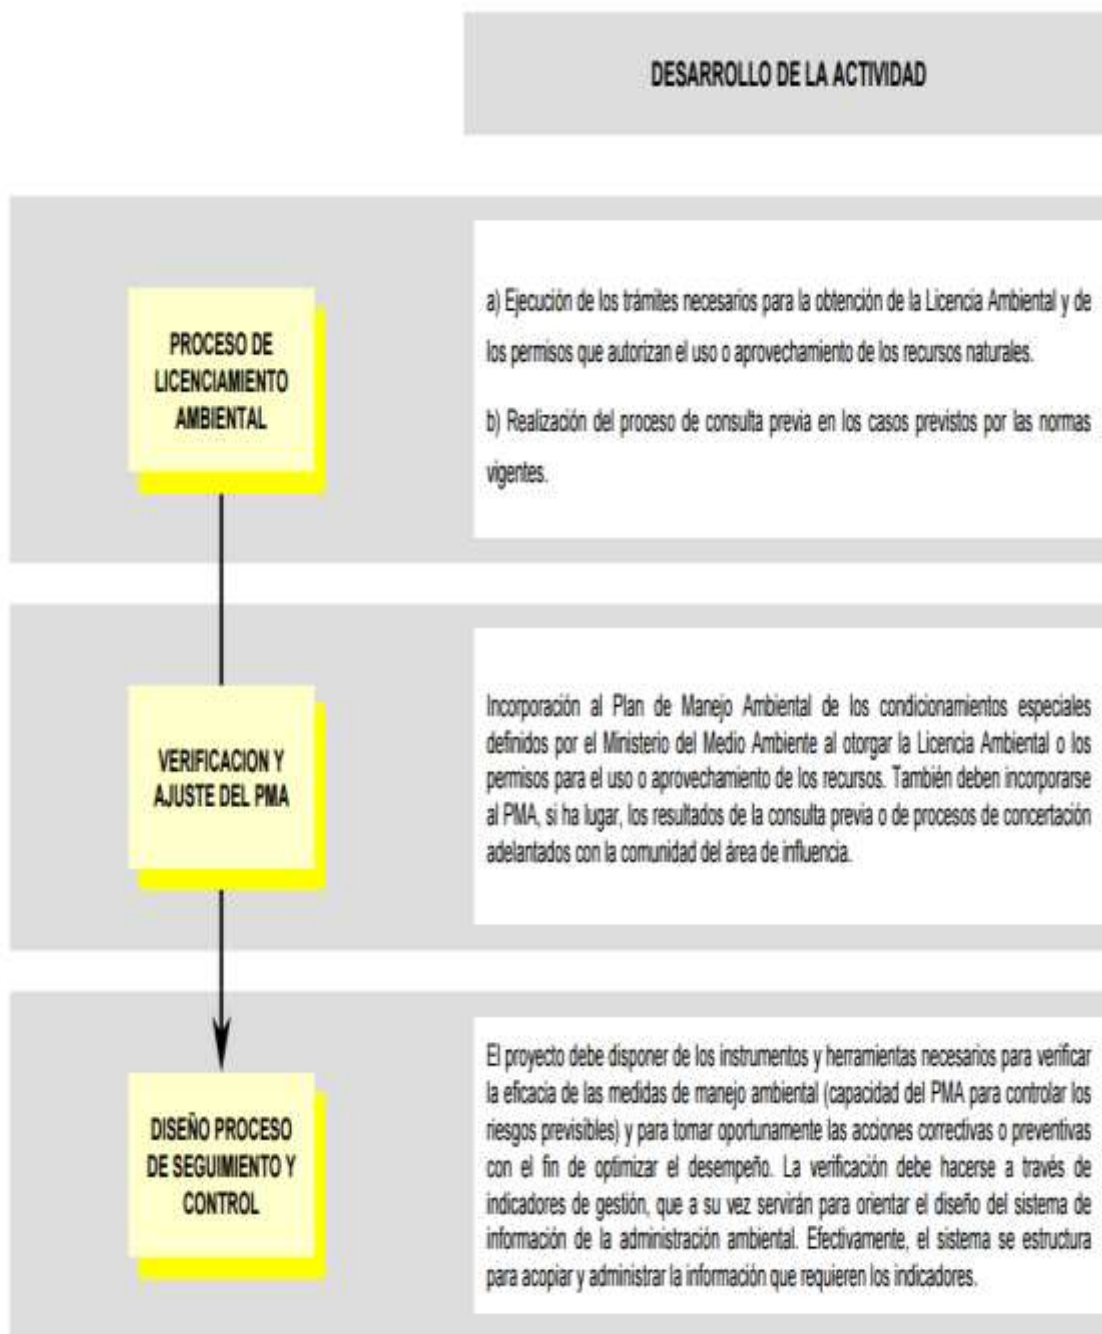 DESARROLLO DE LA ACTIVIDAD
PROCESO DE
LICENCIAMIENTO
AMBIENTAL
a) Ejecución de los trámites necesarios para la obtención de la Licencia Ambiental y de
los permisos que autorizan el uso o aprovechamiento de los recursos naturales.
b) Realización del proceso de consulta previa en los casos previstos por las normas
vigentes.
VERIFICACION Y
AJUSTE DEL PMA
Incorporación al Plan de Manejo Ambiental de los condicionamientos especiales
definidos por el Ministerio del Medio Ambiente al otorgar la Licencia Ambiental o los
permisos para el uso o aprovechamiento de los recursos. También deben incorporarse
al PMA, si ha lugar, los resultados de la consulta previa o de procesos de concertación
adelantados con la comunidad del área de influencia.
DISEÑO PROCESO
DE SEGUIMIENTO Y
CONTROL
El proyecto debe disponer de los instrumentos y herramientas necesarios para verificar
la eficacia de las medidas de manejo ambiental (capacidad del PMA para controlar los
riesgos previsibles) y para tomar oportunamente las acciones correctivas o preventivas
con el fin de optimizar el desempeño. La verificación debe hacerse a través de
indicadores de gestión, que a su vez servirán para orientar el diseño del sistema de
información de la administración ambiental. Efectivamente, el sistema se estructura
para acopiar y administrar la información que requieren los indicadores.